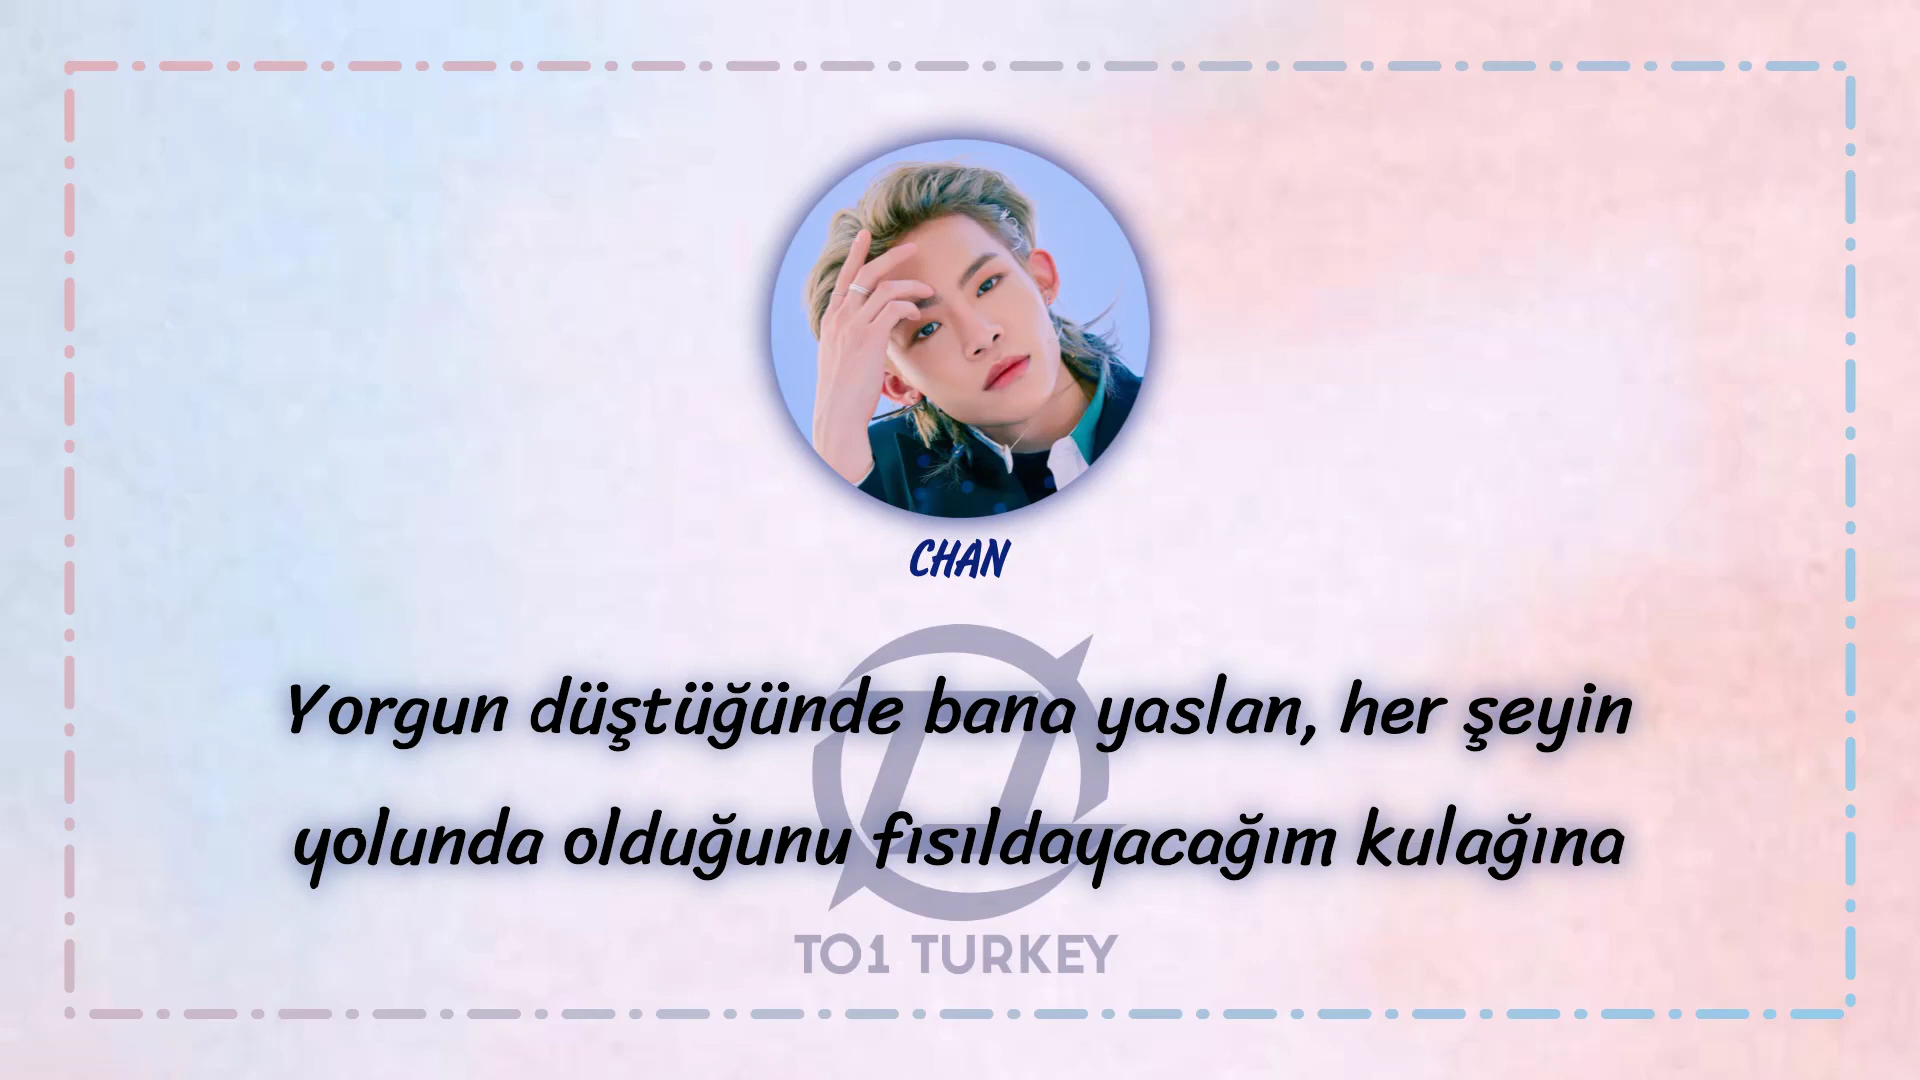 CHAN
Yorgun düştüğünde bana yaslan, her şeyin
yolunda olduğunu fısıldayacağım kulağına
TO1 TURKEY